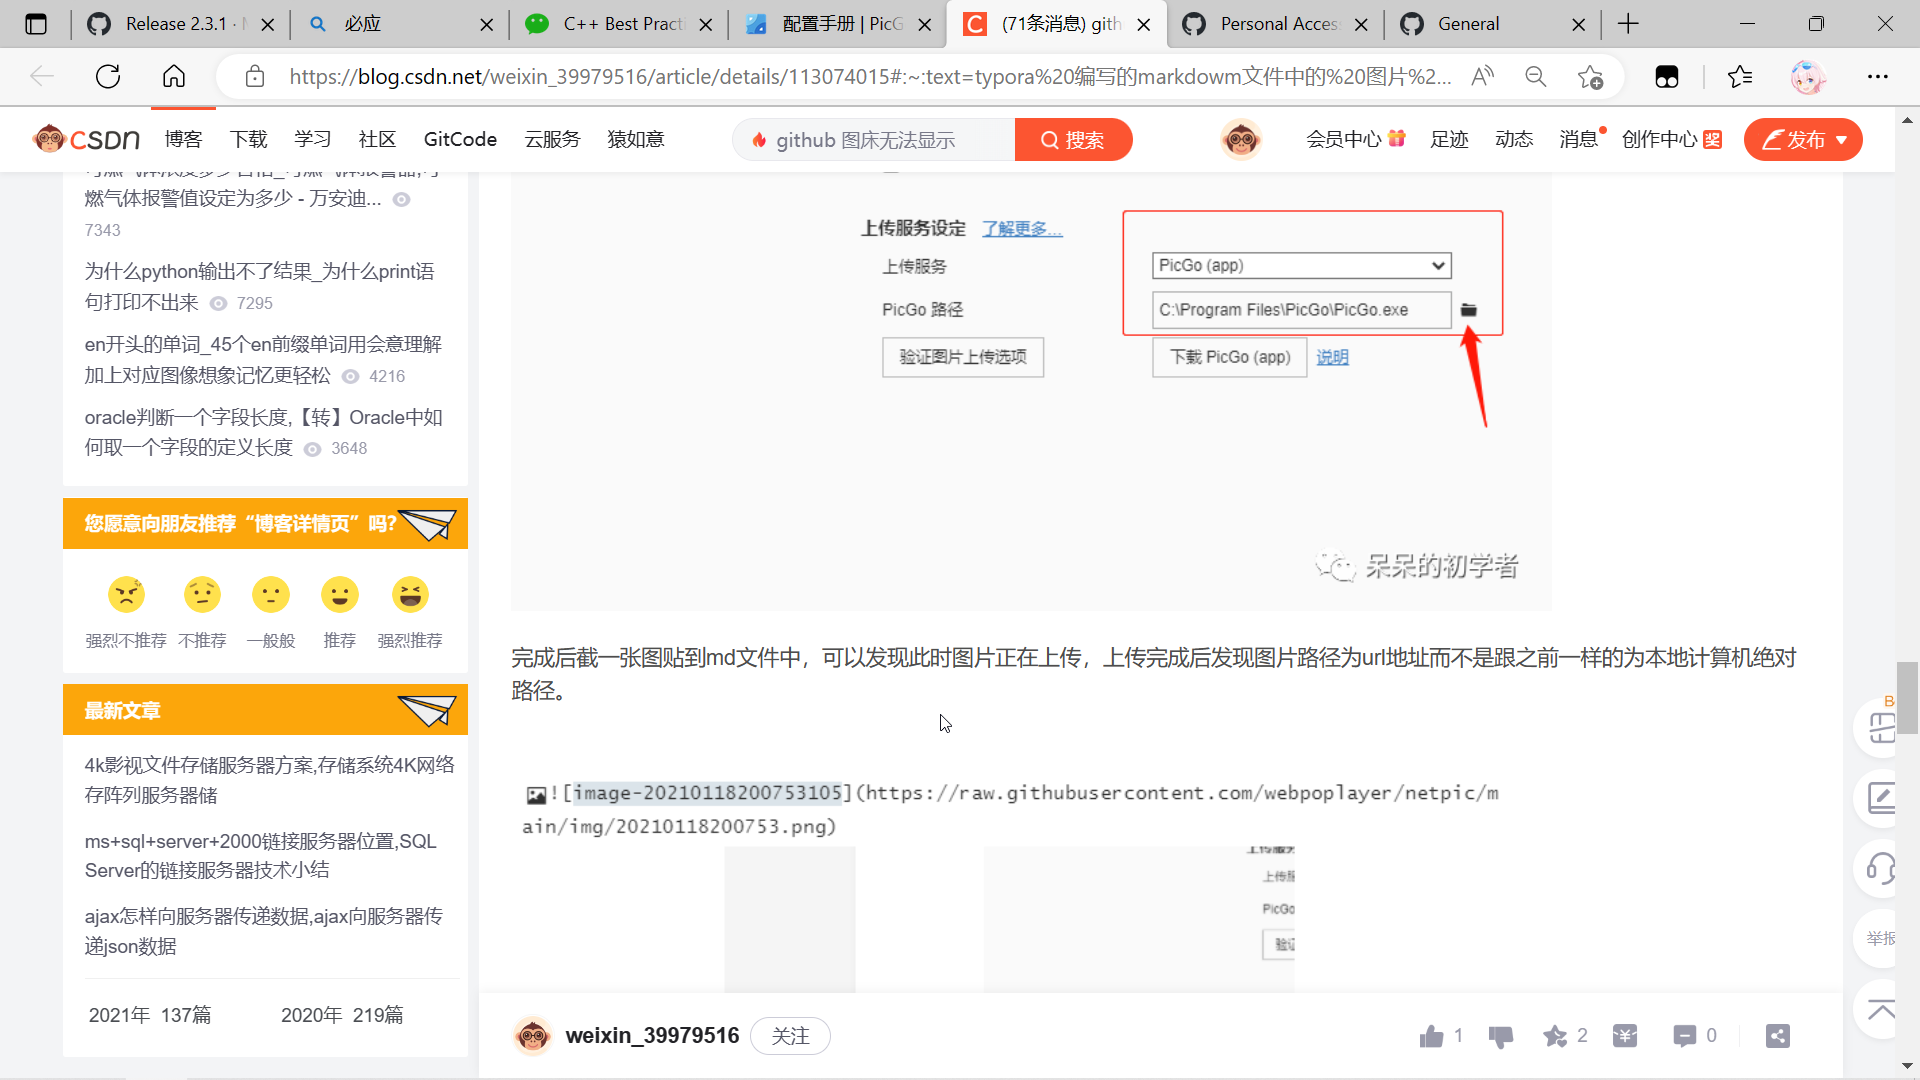 Release 2.3.1 ·
必应
C++ Best Pract
配置手册 | PicG
(71条消息) gith
Personal Acces
General
https://blog.csdn.net/weixin_39979516/article/details/113074015#:~:text=typora%20编写的markdowm文件中的%20图片%2...
CSDN
博客
下载
学习
社区
GitCode
云服务
猿如意
github 图床无法显示
搜索
会员中心
足迹
动态
消息
创作中心
奖
发布
燃气体报警值设定为多少 - 万安迪...
7343
为什么python输出不了结果_为什么print语
句打印不出来 7295
en开头的单词_45个en前缀单词用会意理解
加上对应图像想象记忆更轻松 4216
oracle判断一个字段长度,【转】Oracle中如
何取一个字段的定义长度 3648
您愿意向朋友推荐“博客详情页”吗？
强烈不推荐
不推荐
一般般
推荐
强烈推荐
最新文章
4k影视文件存储服务器方案,存储系统4K网络
存阵列服务器储
ms+sql+server+2000链接服务器位置,SQL
Server的链接服务器技术小结
ajax怎样向服务器传递数据,ajax向服务器传
递json数据
2021年 137篇
2020年 219篇
上传服务设定 了解更多...
上传服务
PicGo (app)
PicGo 路径
C:\Program Files\PicGo\PicGo.exe
验证图片上传选项
下载 PicGo (app)
说明
呆呆的初学者
完成后截一张图贴到md文件中，可以发现此时图片正在上传，上传完成后发现图片路径为url地址而不是跟之前一样的为本地计算机绝对
路径。
![image-20210118200753105](https://raw.githubusercontent.com/webpoplayer/netpic/m
ain/img/20210118200753.png)
上传服务
上传服
PicGo
验证
举报
weixin_39979516
关注
1
2
0